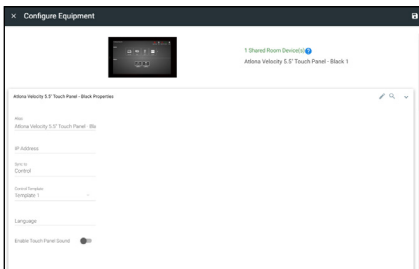 Configure Equipment
1 Shared Room Device(s)
Atlona Velocity 5.5" Touch Panel - Black 1
Atlona Velocity 5.5" Touch Panel - Black Properties
Atlona Velocity 5.5" Touch Panel - Bla
IP Address
Sync to
Control
Control Template
Template 1
Language
Enable Touch Panel Sound